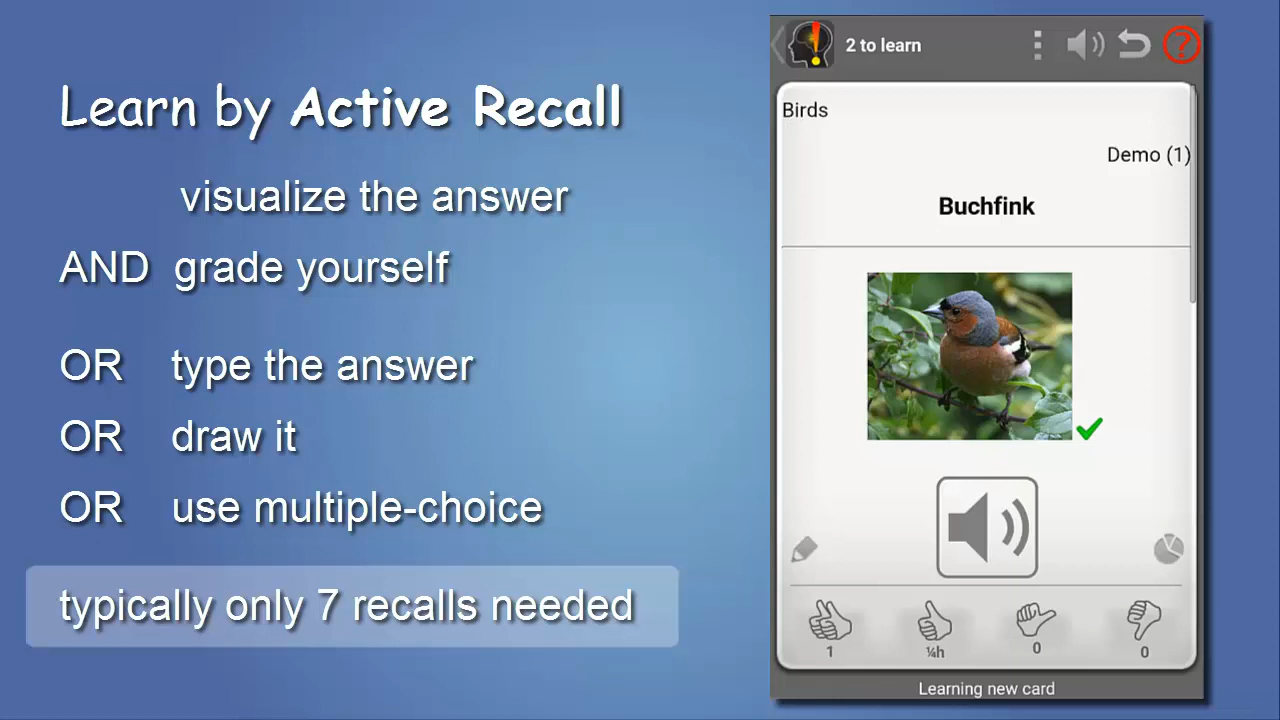 Learn by Active Recall
visualize the answer
AND grade yourself
OR type the answer
OR draw it
OR use multiple-choice
typically only 7 recalls needed
2 to learn
Birds
Demo (1)
Buchfink
1
¼h
0
0
Learning new card